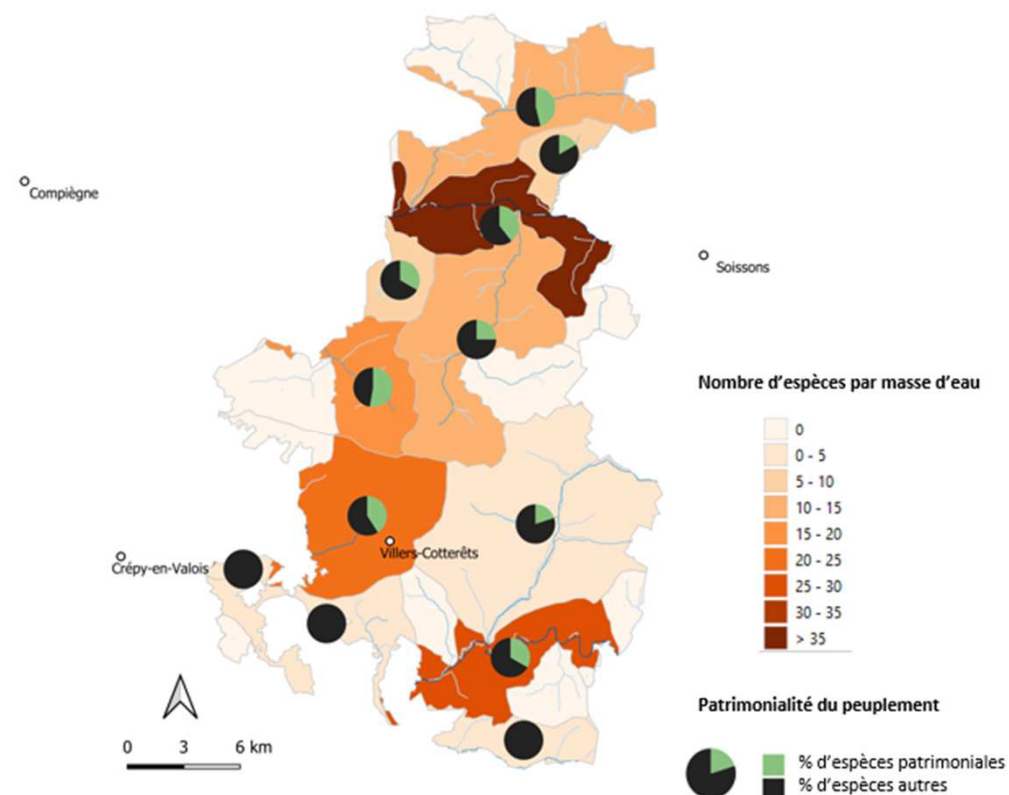 Compiègne
Soissons
Nombre d'espèces par masse d'eau
0
0 - 5
5 - 10
10 - 15
15 - 20
20 - 25
25 - 30
30 - 35
> 35
Villers-Cotterêts
Crépy-en-Valois
Patrimonialité du peuplement
0 3 6 km
% d'espèces patrimoniales
% d'espèces autres